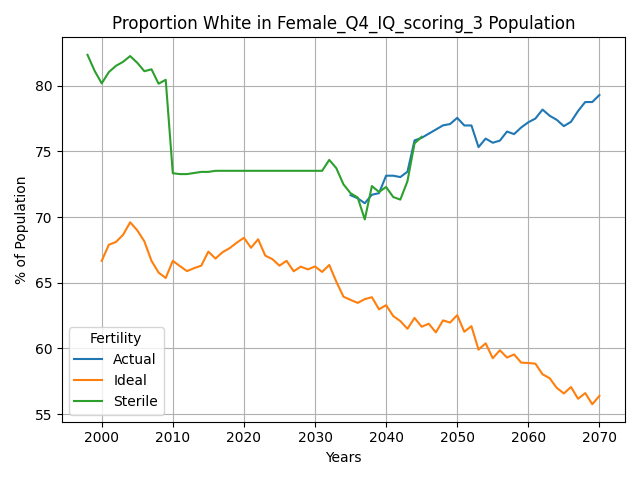 Proportion White in Female_Q4_IQ_scoring_3 Population
% of Population
80
75
70
65
60
55
Fertility
Actual
Ideal
Sterile
2000 2010 2020 2030 2040 2050 2060 2070
Years